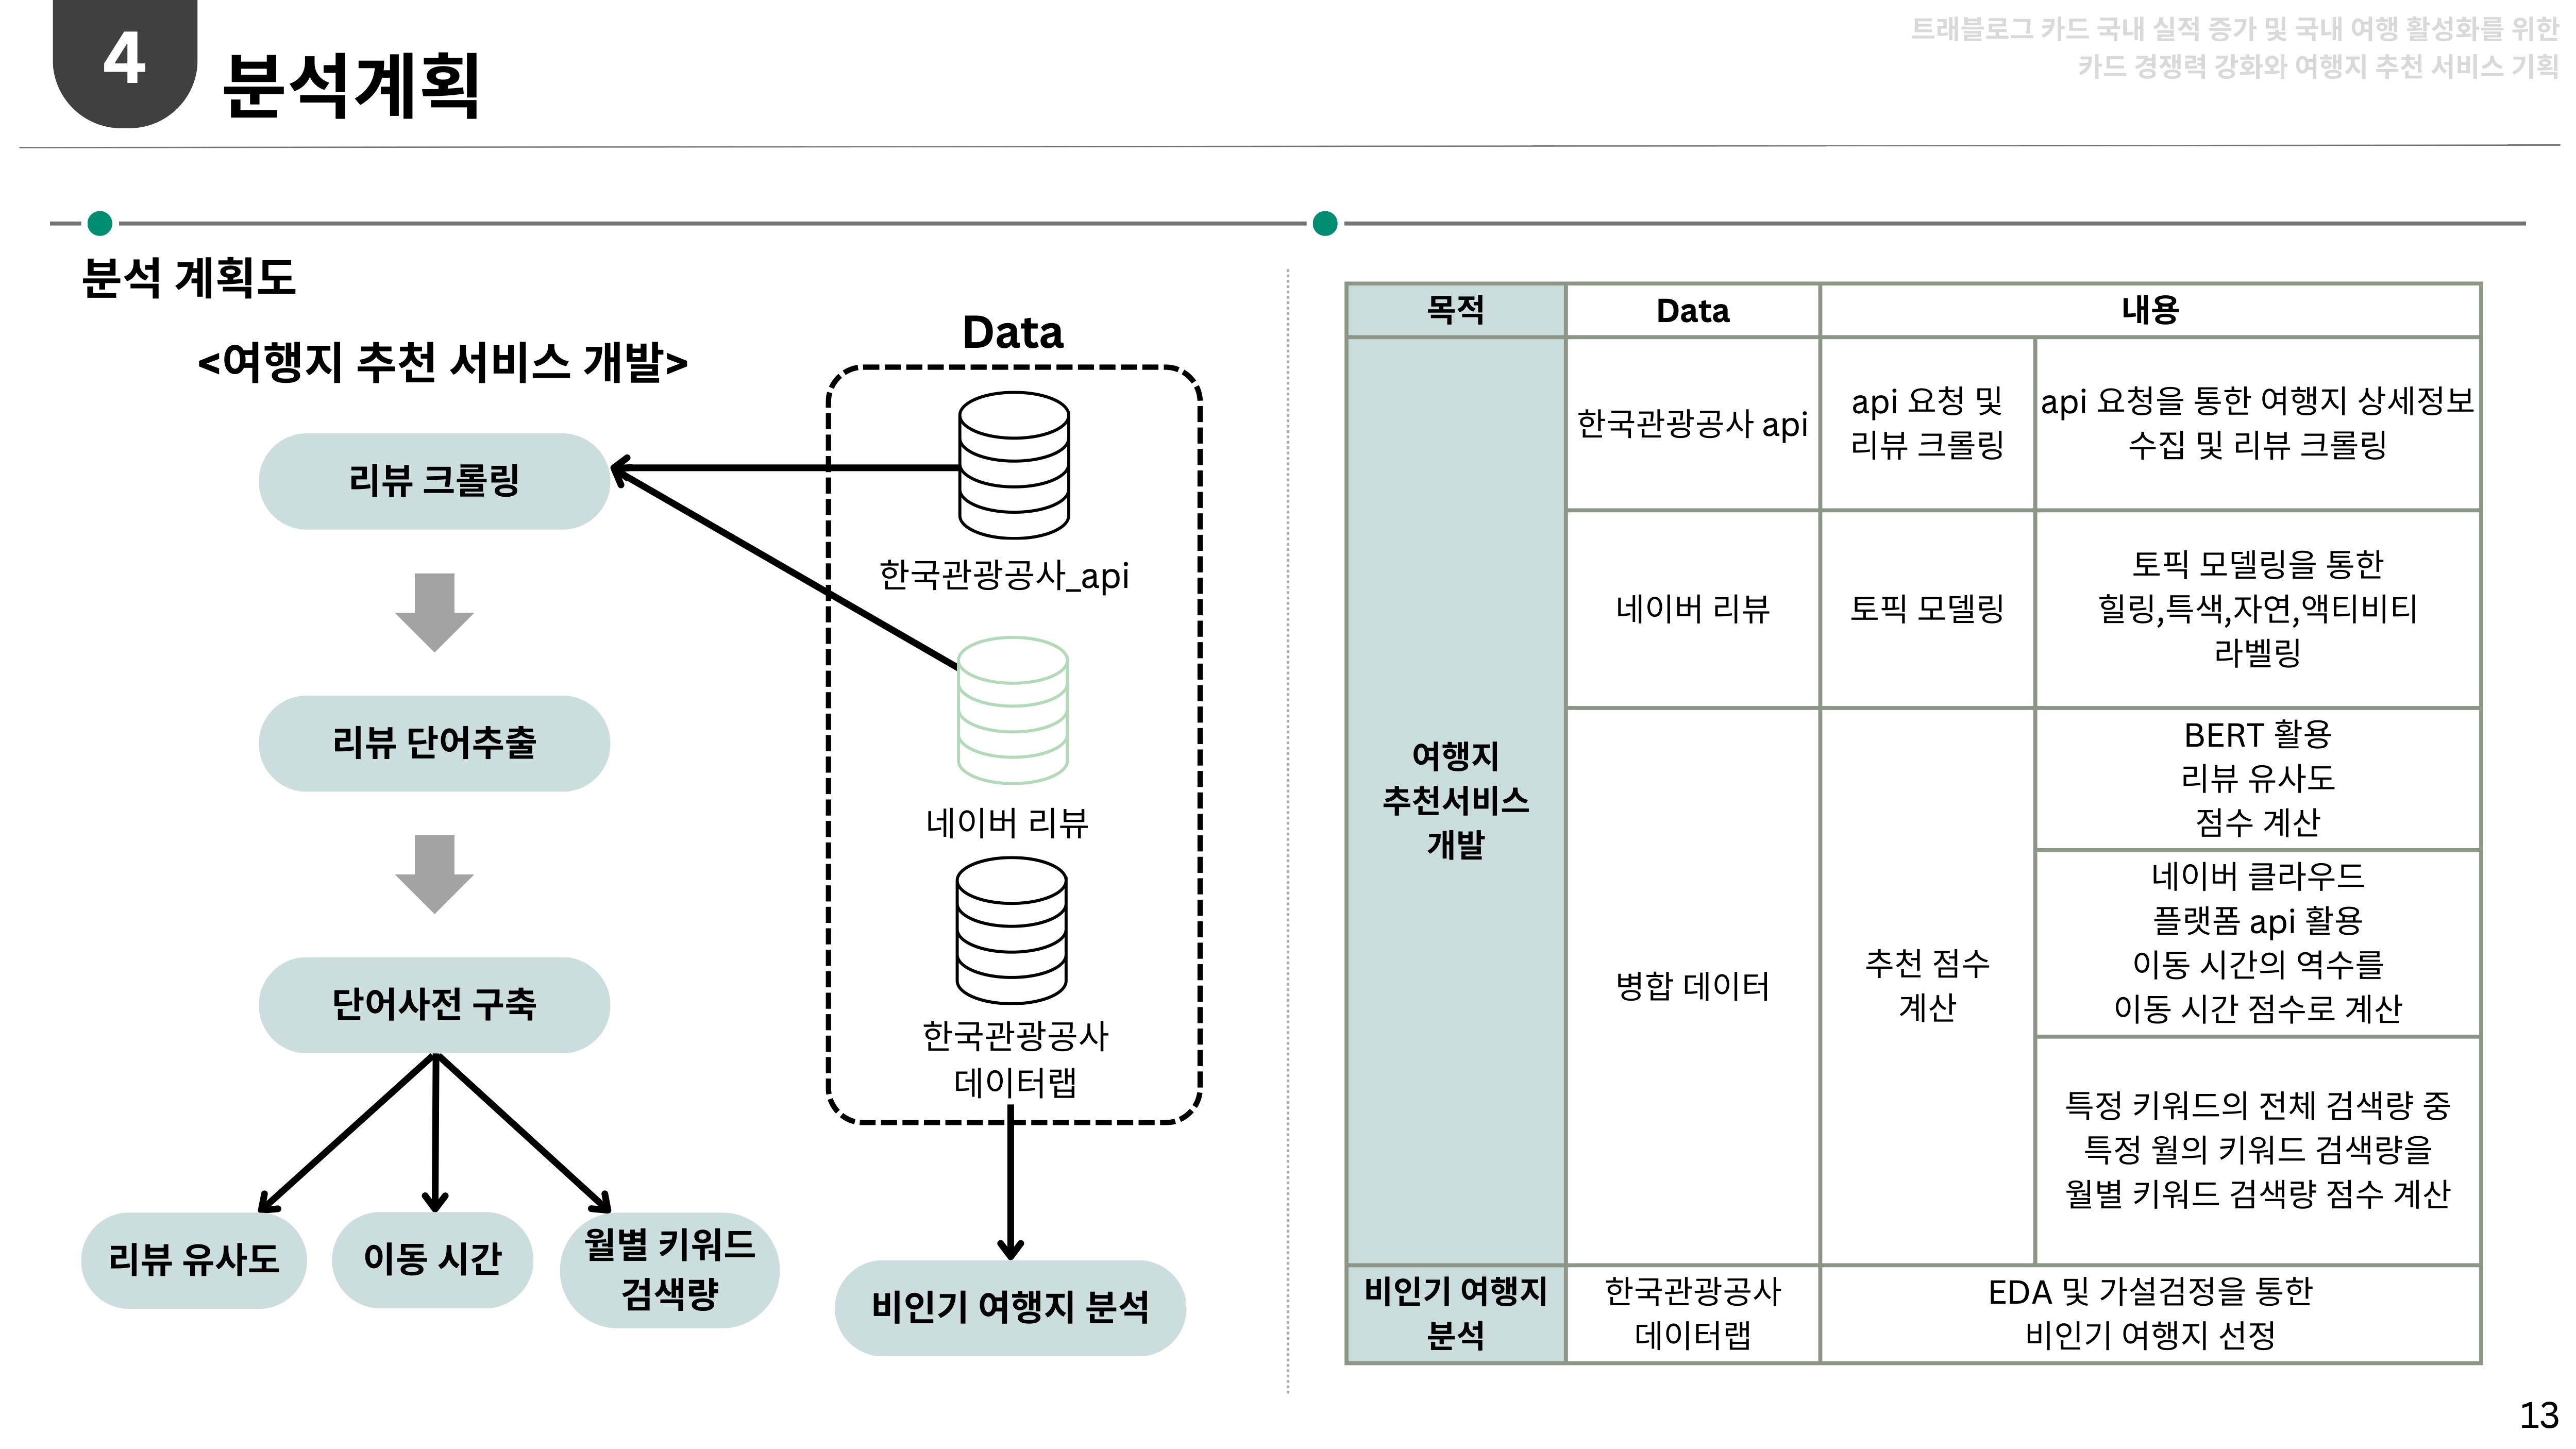 4
분석계획
트래블로그 카드 국내 실적 증가 및 국내 여행 활성화를 위한
카드 경쟁력 강화와 여행지 추천 서비스 기획
분석 계획도
<여행지 추천 서비스 개발>
리뷰 크롤링
리뷰 단어추출
단어사전 구축
리뷰 유사도
이동 시간
월별 키워드
검색량
Data
한국관광공사_api
네이버 리뷰
한국관광공사
데이터랩
비인기 여행지 분석
목적
Data
내용
여행지
추천서비스
개발
한국관광공사 api
api 요청 및
리뷰 크롤링
api 요청을 통한 여행지 상세정보
수집 및 리뷰 크롤링
네이버 리뷰
토픽 모델링
토픽 모델링을 통한
힐링,특색,자연,액티비티
라벨링
병합 데이터
추천 점수
계산
BERT 활용
리뷰 유사도
점수 계산
네이버 클라우드
플랫폼 api 활용
이동 시간의 역수를
이동 시간 점수로 계산
특정 키워드의 전체 검색량 중
특정 월의 키워드 검색량을
월별 키워드 검색량 점수 계산
비인기 여행지
분석
한국관광공사
데이터랩
EDA 및 가설검정을 통한
비인기 여행지 선정
13